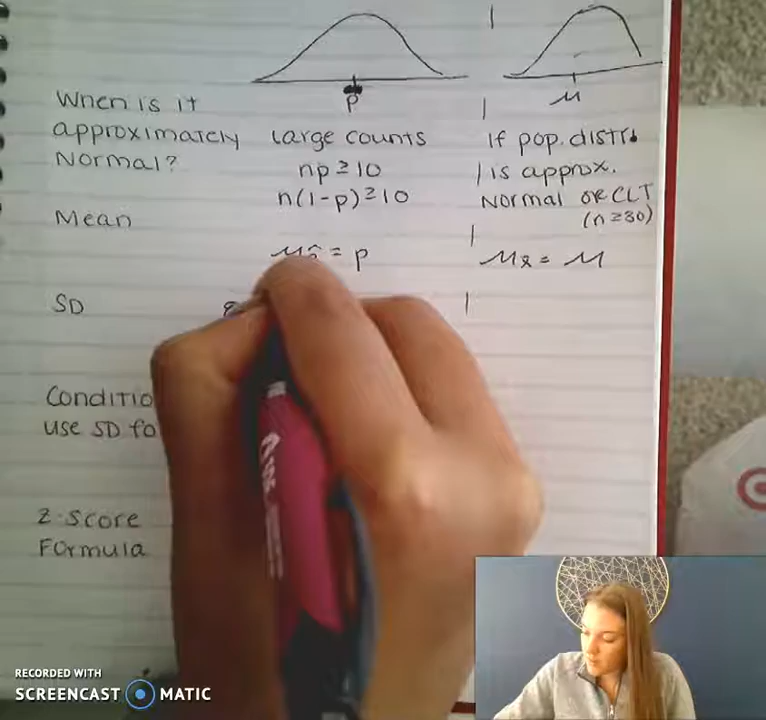 p
μ
When is it
approximately
Normal?
Large counts
np ≥ 10
n(1-p) ≥ 10
If pop. distr.
is approx.
Normal or CLT
(n ≥ 30)
Mean
= p
μx̄ = μ
SD
Conditio
use SD fo
Z-Score
Formula
RECORDED WITH
SCREENCAST MATIC